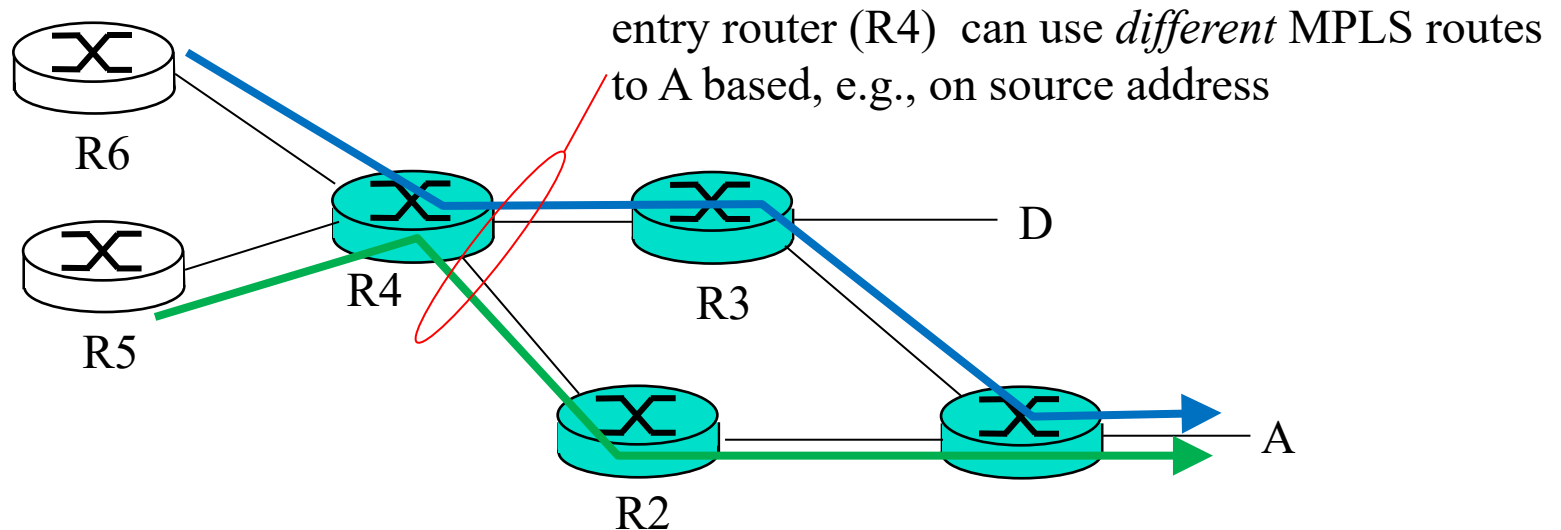 entry router (R4)  can use different MPLS routes
to A based, e.g., on source address
R6
D
R4
R3
R5
A
R2